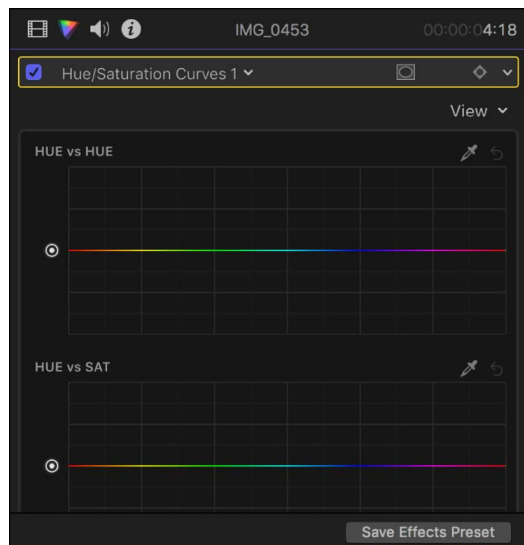 IMG_0453 00:00:04:18
Hue/Saturation Curves 1
View
HUE vs HUE
HUE vs SAT
Save Effects Preset